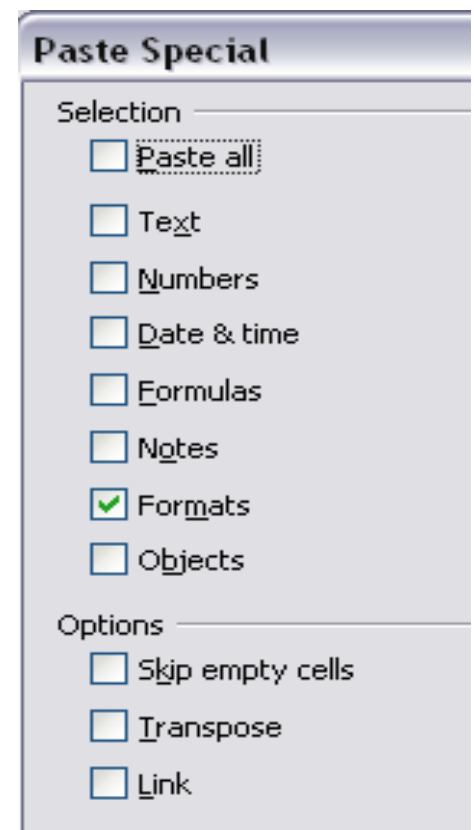 Paste Special
Selection
Paste all
Text
Numbers
Date & time
Formulas
Notes
Formats
Objects
Options
Skip empty cells
Transpose
Link